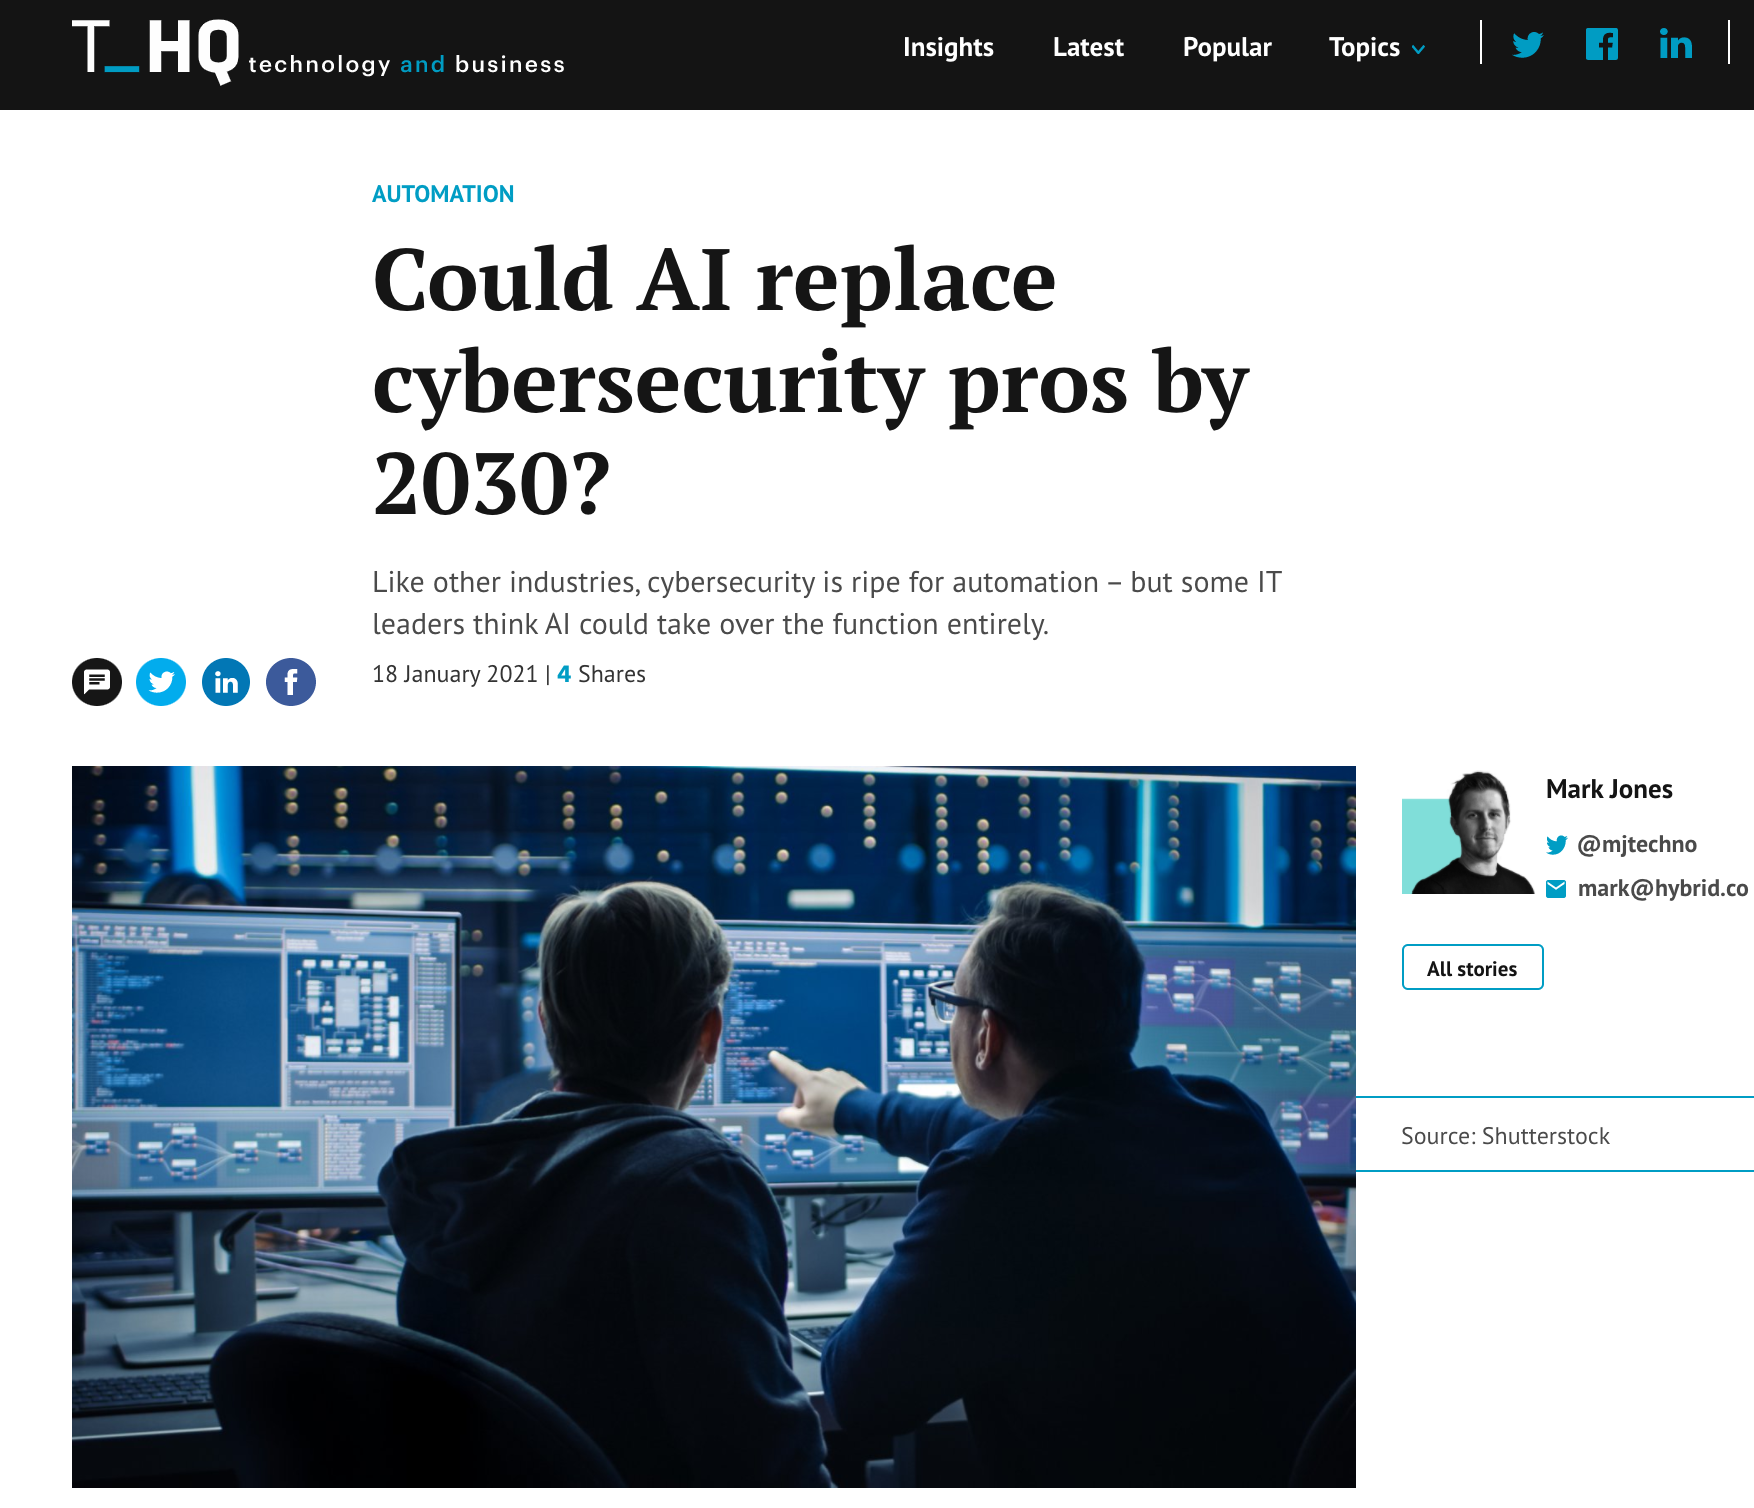 T_HQ technology and business
Insights Latest Popular Topics
AUTOMATION
Could AI replace
cybersecurity pros by
2030?
Like other industries, cybersecurity is ripe for automation – but some IT
leaders think AI could take over the function entirely.
18 January 2021 | 4 Shares
Mark Jones
@mjtechno
mark@hybrid.co
All stories
Source: Shutterstock